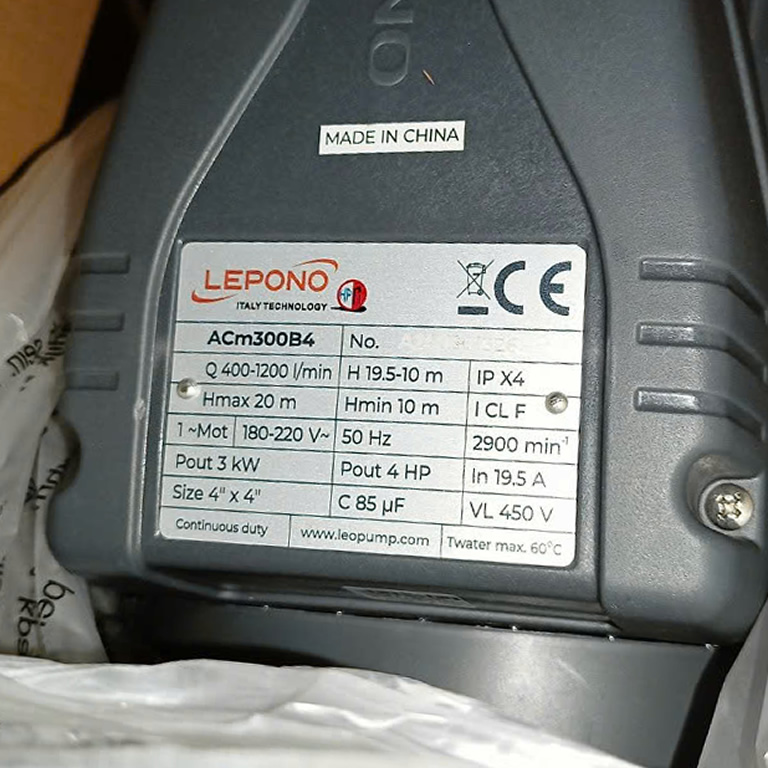 ON
MADE IN CHINA
LEPONO
ITALY TECHNOLOGY
ACm300B4 No.
Q 400-1200 l/min H 19.5-10 m IP X4
Hmax 20 m Hmin 10 m I CL F
1 ~Mot 180-220 V~ 50 Hz 2900 min⁻¹
Pout 3 kW Pout 4 HP In 19.5 A
Size 4" x 4" C 85 µF VL 450 V
Continuous duty www.leopump.com Twater max. 60°C